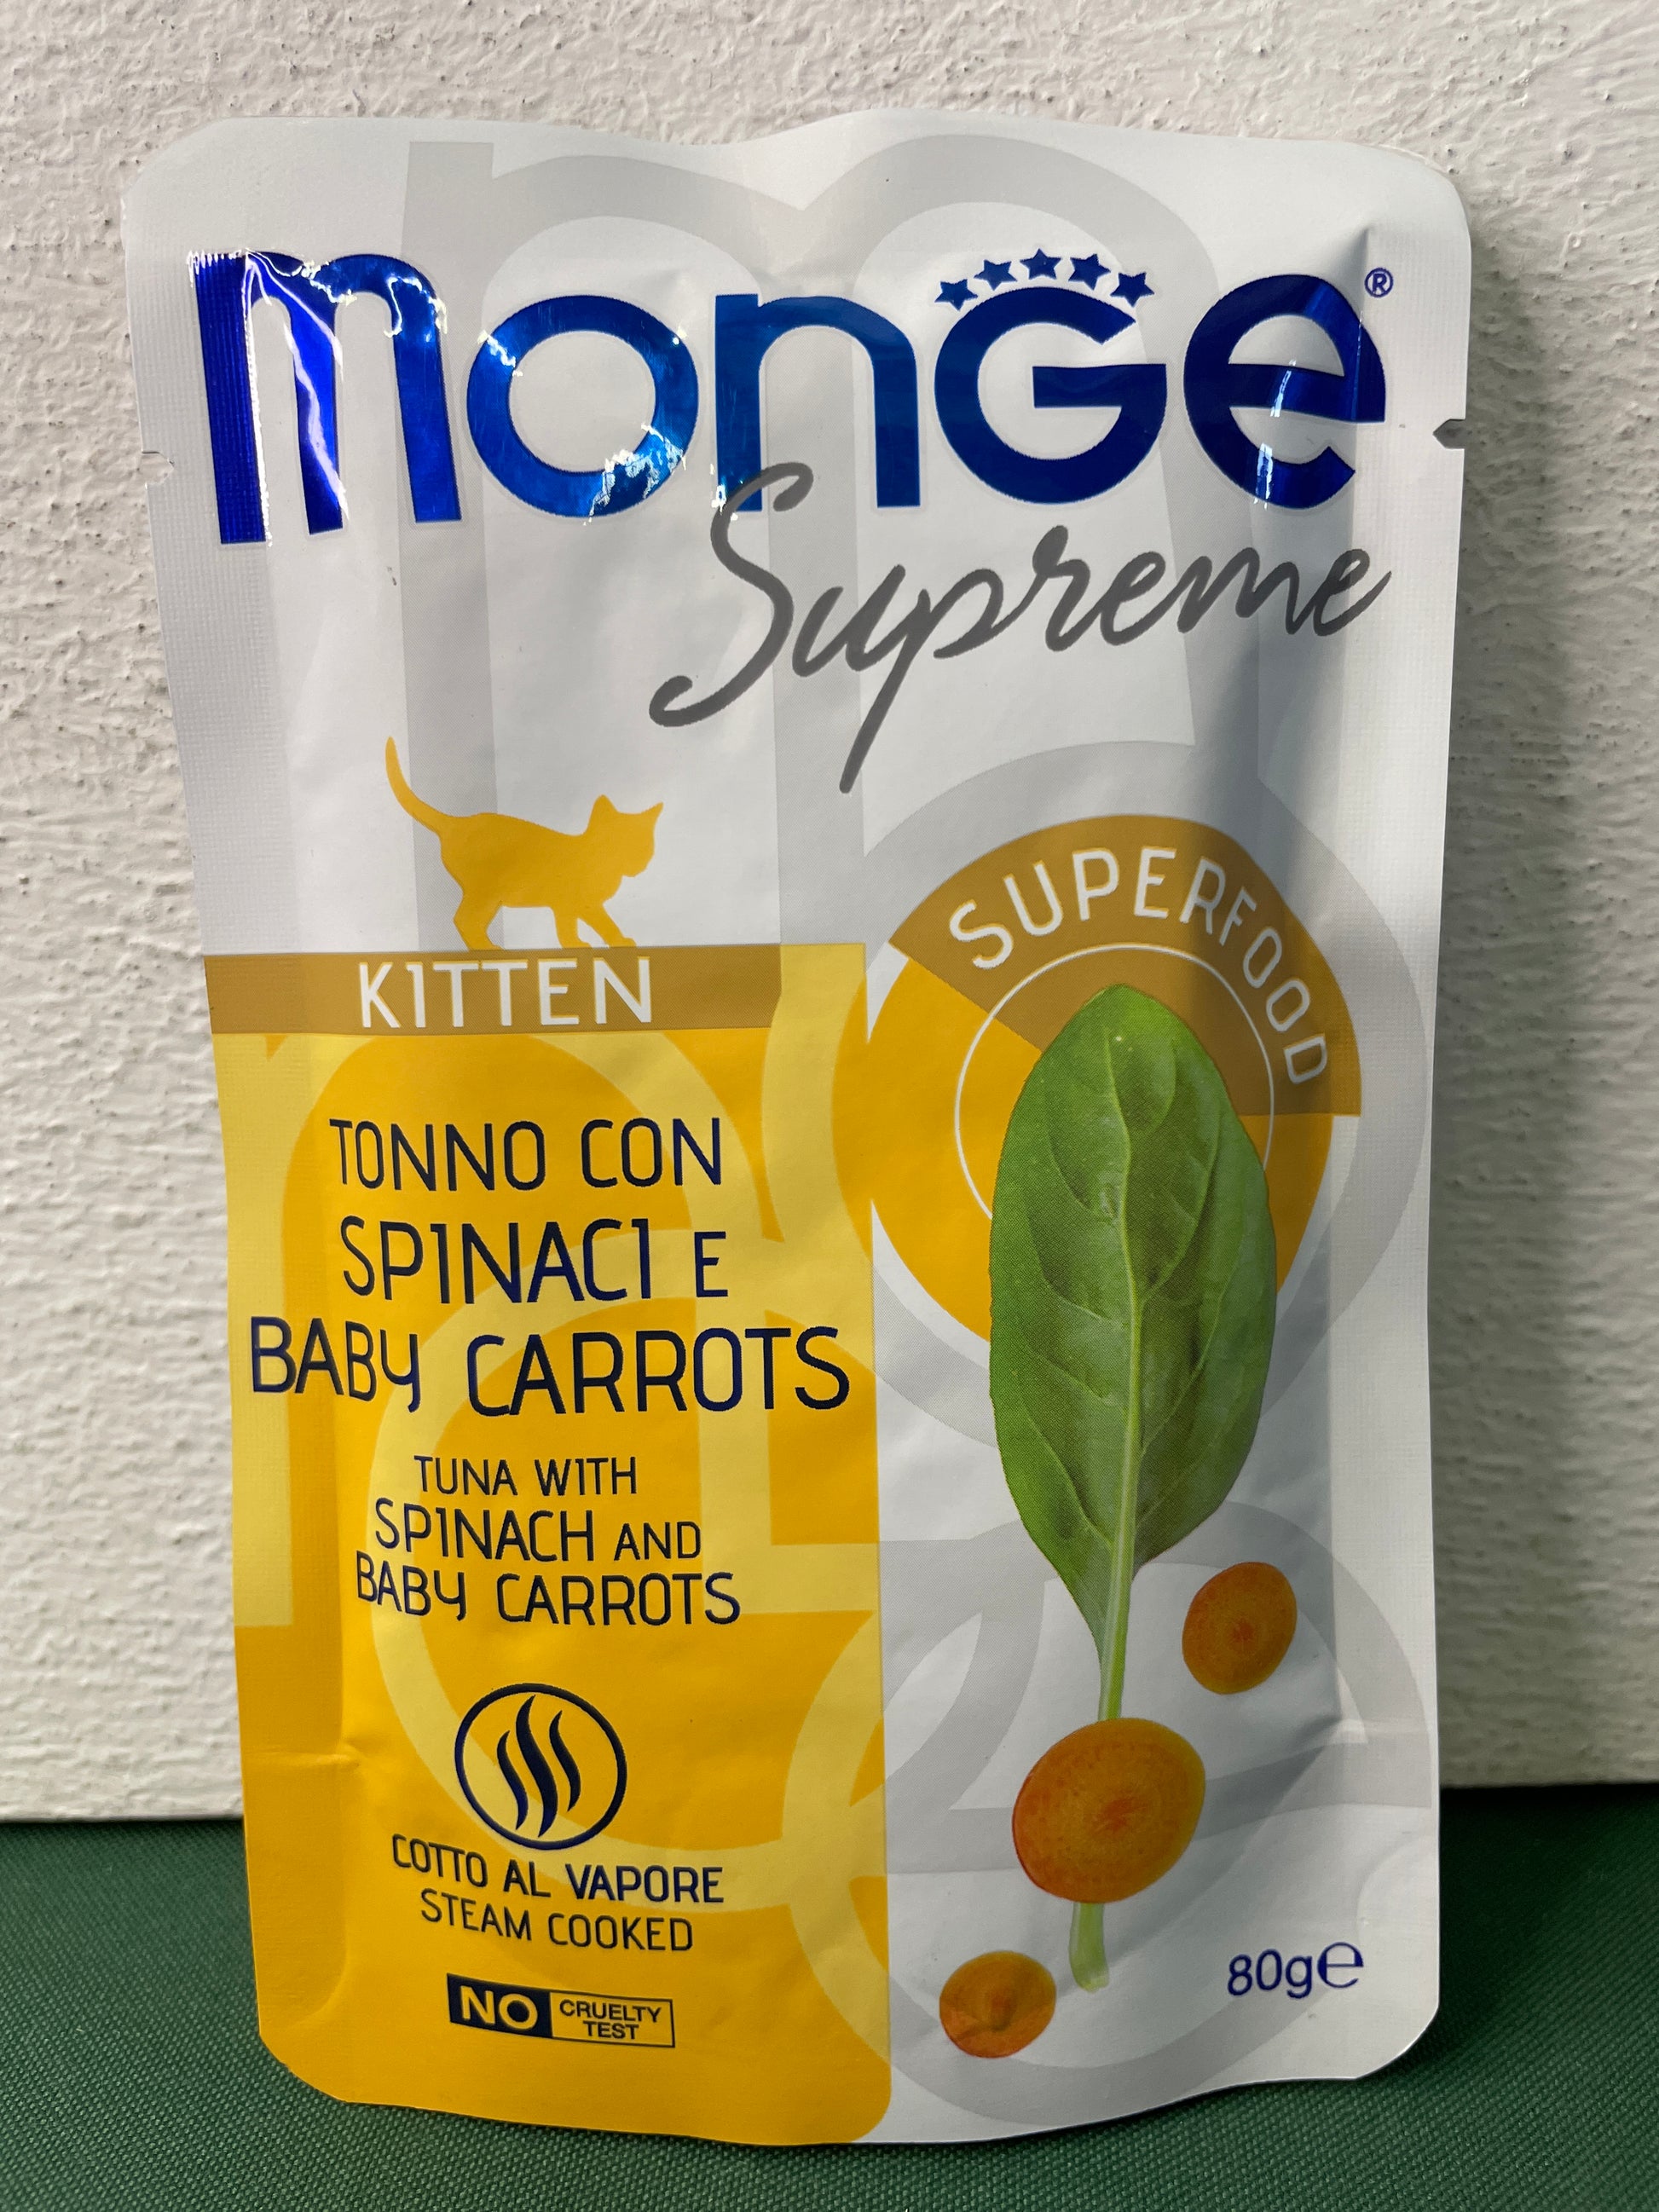 monge®
Supreme
KITTEN
SUPERFOOD
TONNO CON
SPINACI E
BABY CARROTS
TUNA WITH
SPINACH AND
BABY CARROTS
COTTO AL VAPORE
STEAM COOKED
NO CRUELTY
TEST
80g℮